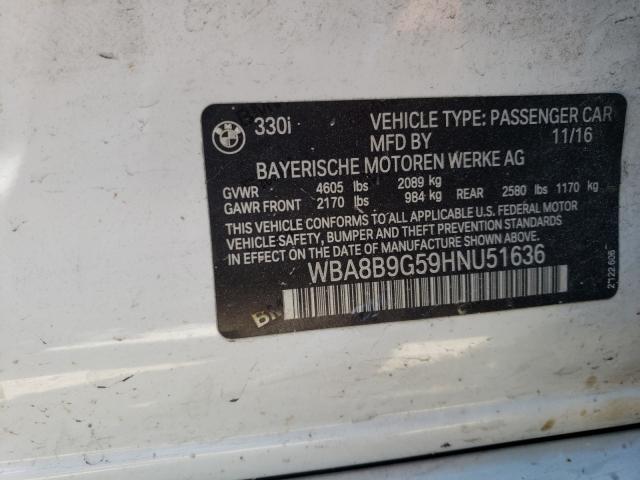 BMW
330i VEHICLE TYPE: PASSENGER CAR
MFD BY 11/16
BAYERISCHE MOTOREN WERKE AG
GVWR 4605 lbs 2089 kg
GAWR FRONT 2170 lbs 984 kg REAR 2580 lbs 1170 kg
THIS VEHICLE CONFORMS TO ALL APPLICABLE U.S. FEDERAL MOTOR
VEHICLE SAFETY, BUMPER AND THEFT PREVENTION STANDARDS
IN EFFECT ON THE DATE OF MANUFACTURE SHOWN ABOVE.
WBA8B9G59HNU51636